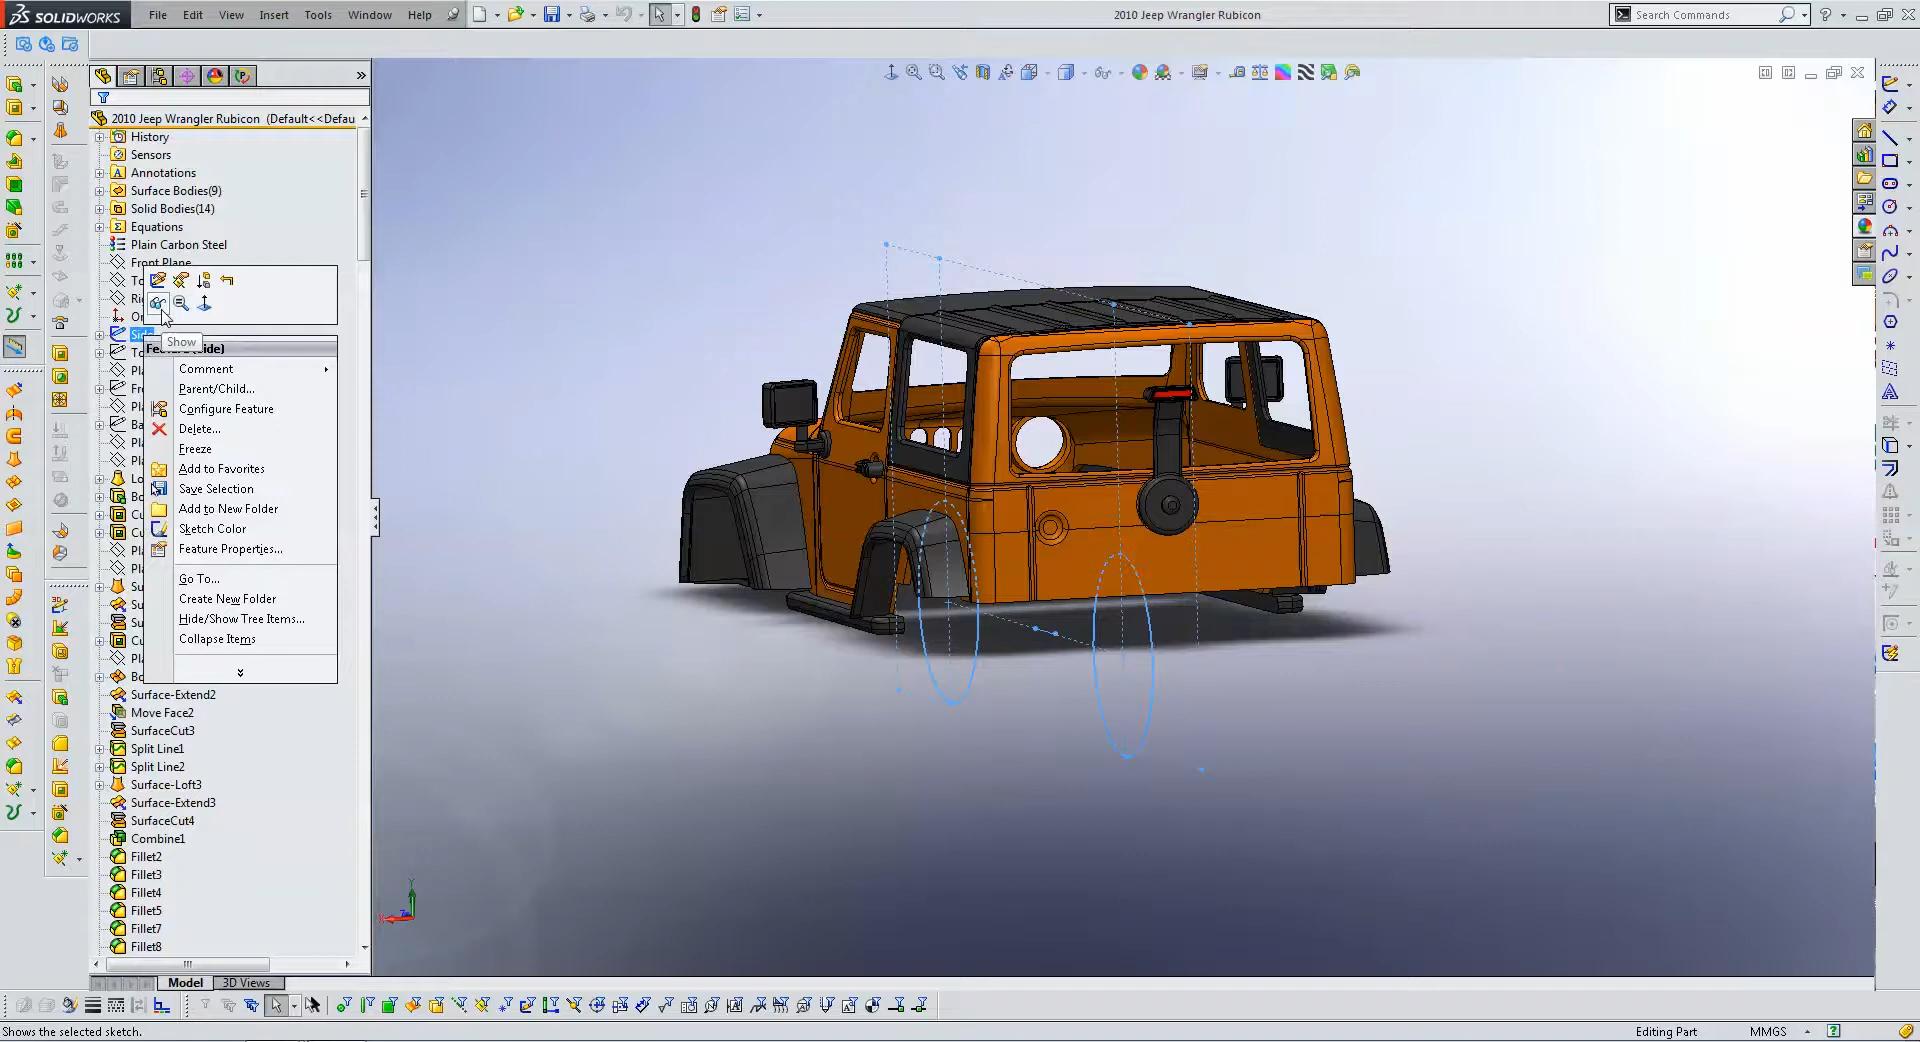 SOLIDWORKS File Edit View Insert Tools Window Help 2010 Jeep Wrangler Rubicon Search Commands
2010 Jeep Wrangler Rubicon (Default<<Defau
History
Sensors
Annotations
Surface Bodies(9)
Solid Bodies(14)
Equations
Plain Carbon Steel
Front Plane
Show
Feature (Side)
Comment
Parent/Child...
Configure Feature
Delete...
Freeze
Add to Favorites
Save Selection
Add to New Folder
Sketch Color
Feature Properties...
Go To...
Create New Folder
Hide/Show Tree Items...
Collapse Items
Surface-Extend2
Move Face2
SurfaceCut3
Split Line1
Split Line2
Surface-Loft3
Surface-Extend3
SurfaceCut4
Combine1
Fillet2
Fillet3
Fillet4
Fillet5
Fillet7
Fillet8
Model 3D Views
Shows the selected sketch. Editing Part MMGS